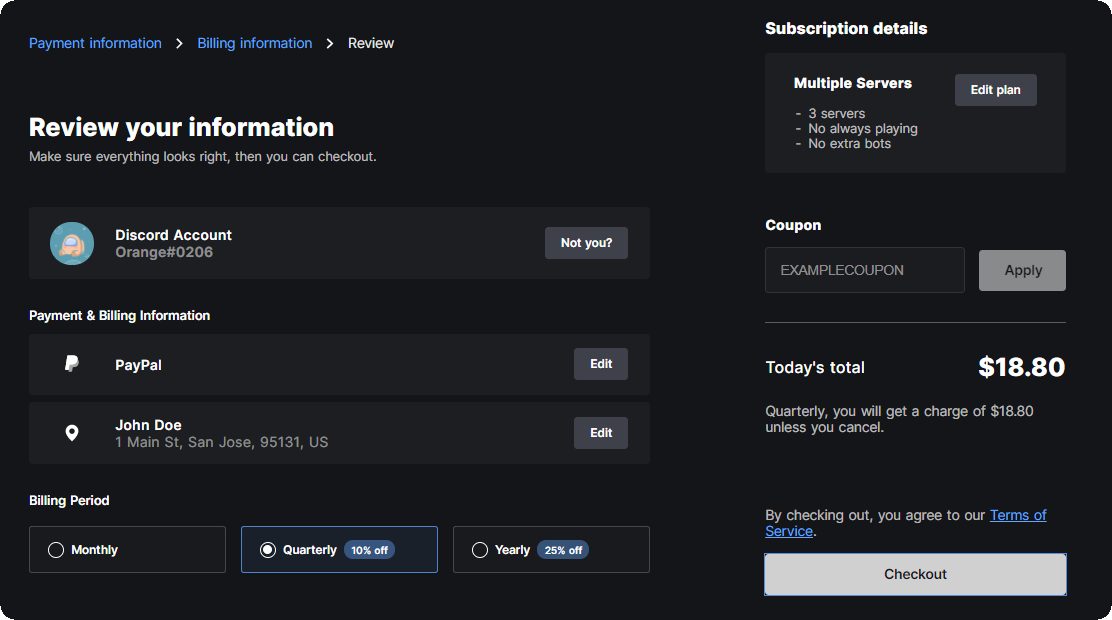 Payment information > Billing information > Review
Review your information
Make sure everything looks right, then you can checkout.
Discord Account
Orange#0206
Not you?
Payment & Billing Information
PayPal
Edit
John Doe
1 Main St, San Jose, 95131, US
Edit
Billing Period
Monthly
Quarterly 10% off
Yearly 25% off
Subscription details
Multiple Servers
Edit plan
- 3 servers
- No always playing
- No extra bots
Coupon
EXAMPLECOUPON
Apply
Today's total $18.80
Quarterly, you will get a charge of $18.80
unless you cancel.
By checking out, you agree to our Terms of
Service.
Checkout